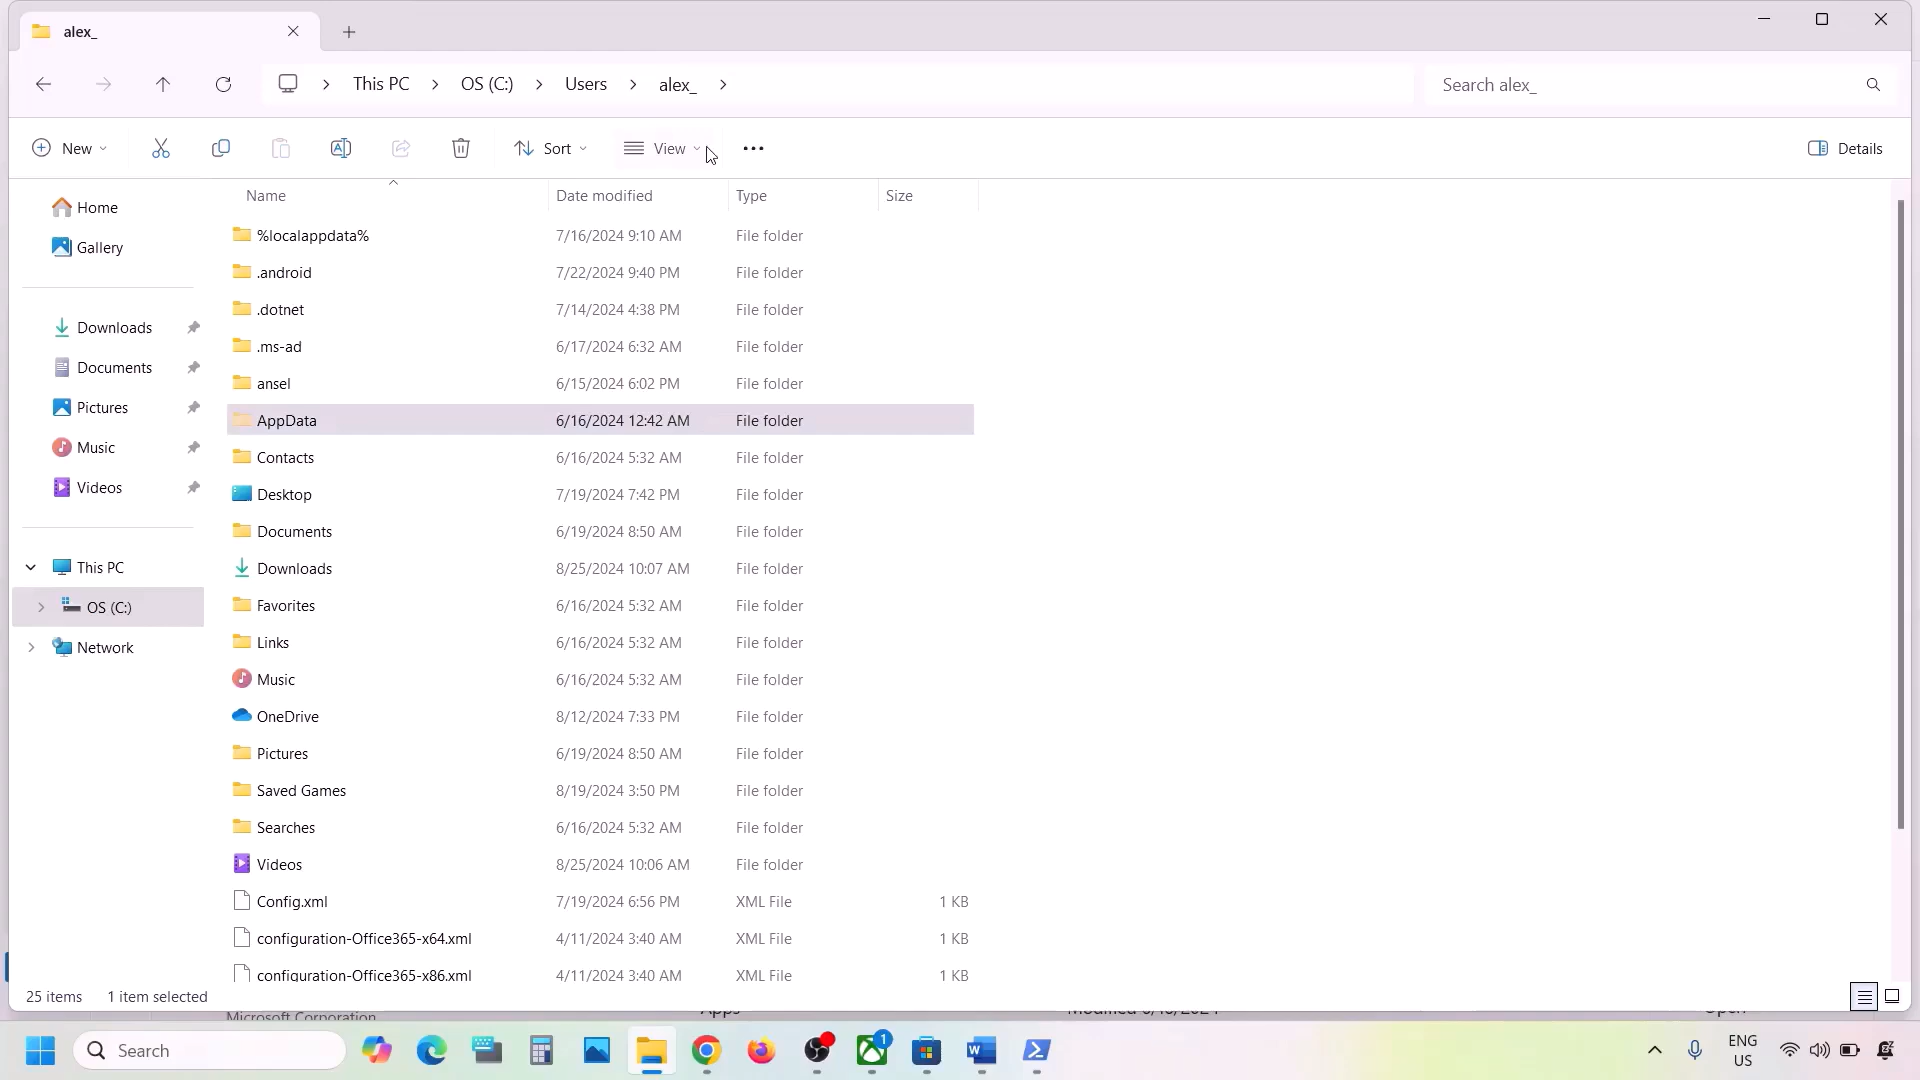 alex_
This PC
OS (C:)
Users
alex_
Search alex_
New
Sort
View
Details
Name
Date modified
Type
Size
Home
Gallery
Downloads
Documents
Pictures
Music
Videos
This PC
OS (C:)
Network
%localappdata% 7/16/2024 9:10 AM File folder
.android 7/22/2024 9:40 PM File folder
.dotnet 7/14/2024 4:38 PM File folder
.ms-ad 6/17/2024 6:32 AM File folder
ansel 6/15/2024 6:02 PM File folder
AppData 6/16/2024 12:42 AM File folder
Contacts 6/16/2024 5:32 AM File folder
Desktop 7/19/2024 7:42 PM File folder
Documents 6/19/2024 8:50 AM File folder
Downloads 8/25/2024 10:07 AM File folder
Favorites 6/16/2024 5:32 AM File folder
Links 6/16/2024 5:32 AM File folder
Music 6/16/2024 5:32 AM File folder
OneDrive 8/12/2024 7:33 PM File folder
Pictures 6/19/2024 8:50 AM File folder
Saved Games 8/19/2024 3:50 PM File folder
Searches 6/16/2024 5:32 AM File folder
Videos 8/25/2024 10:06 AM File folder
Config.xml 7/19/2024 6:56 PM XML File 1 KB
configuration-Office365-x64.xml 4/11/2024 3:40 AM XML File 1 KB
configuration-Office365-x86.xml 4/11/2024 3:40 AM XML File 1 KB
25 items 1 item selected
Microsoft Corporation
Search
1
ENG
US